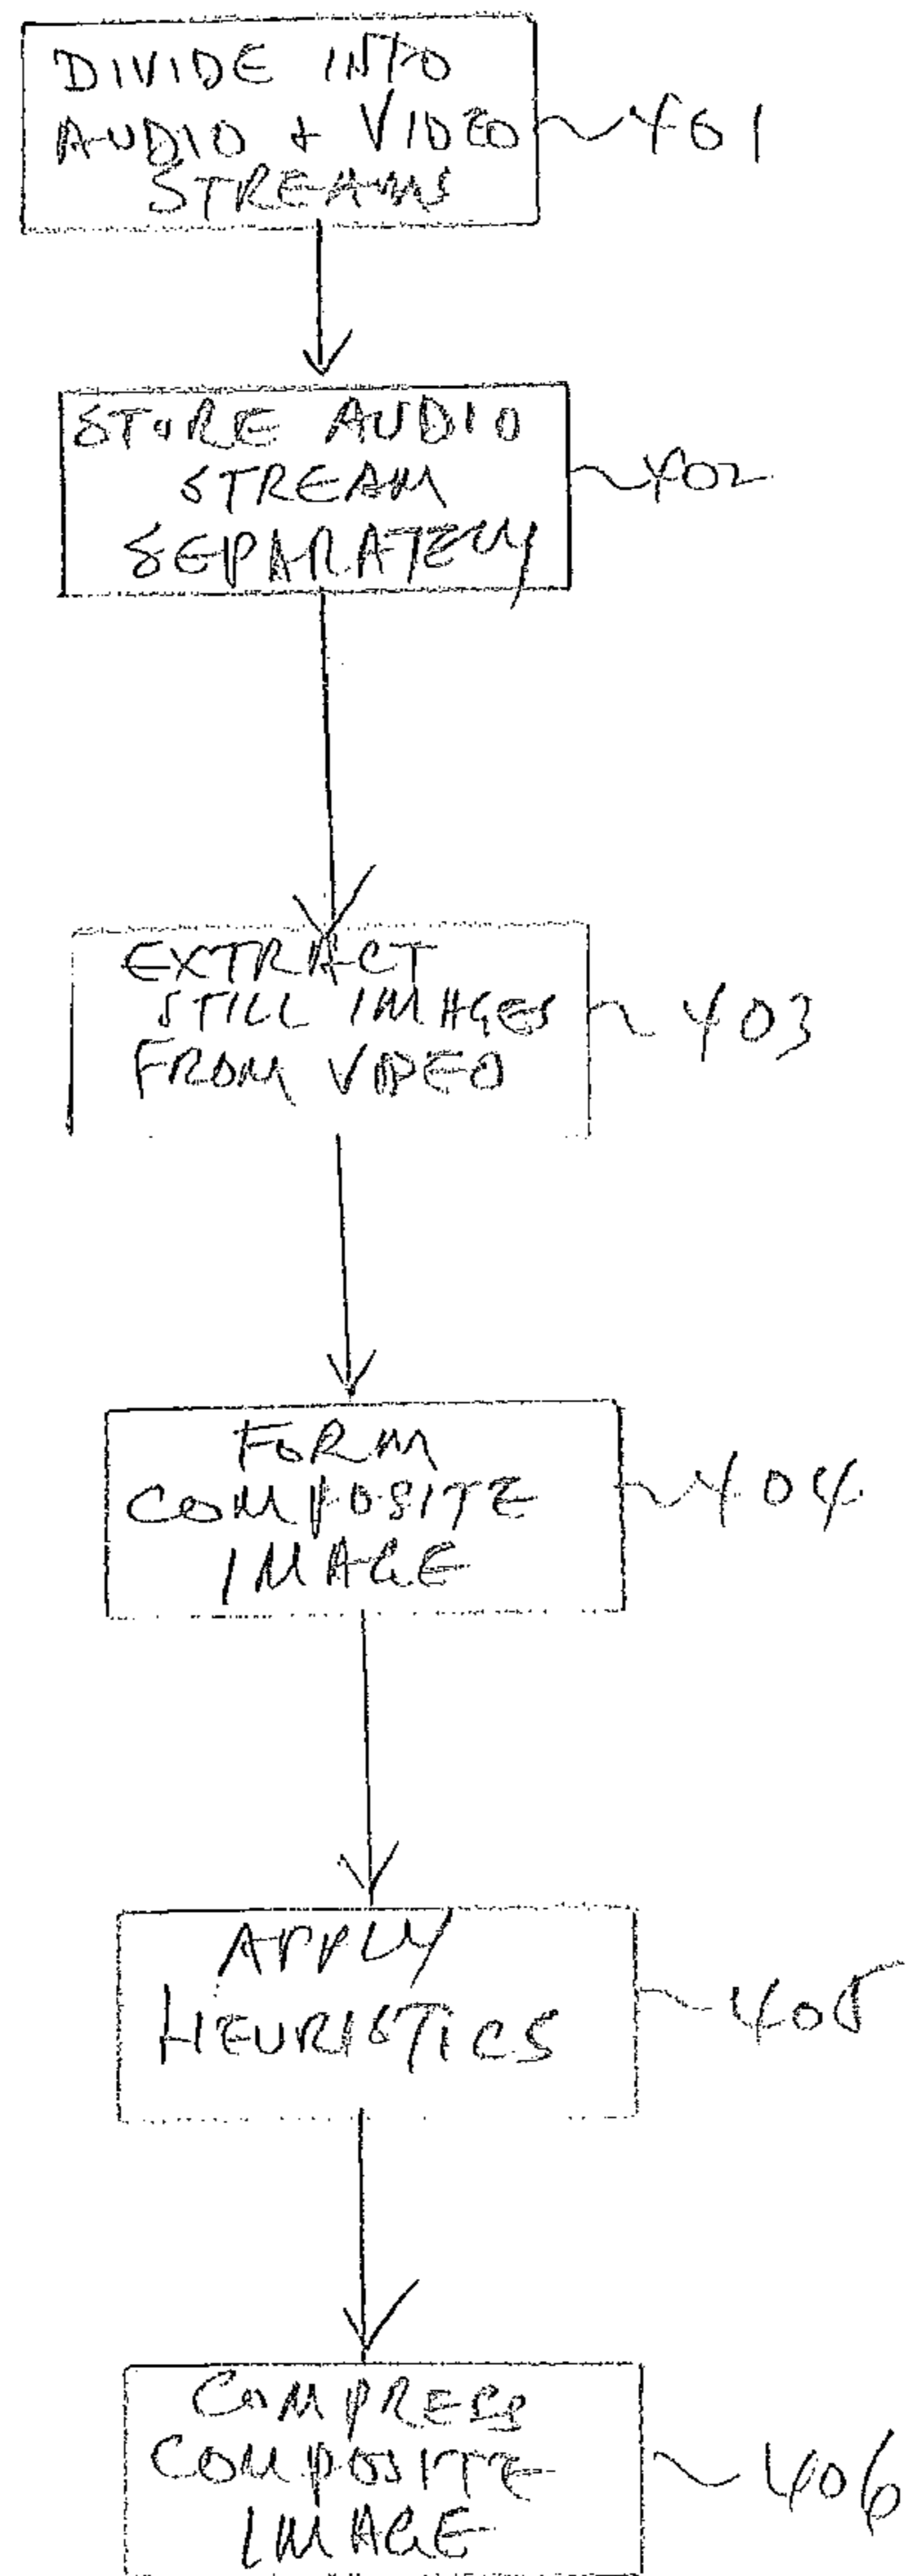 DIVIDE INTO
AUDIO + VIDEO
STREAMS
401
STORE AUDIO
STREAM
SEPARATELY
402
EXTRACT
STILL IMAGES
FROM VIDEO
403
FORM
COMPOSITE
IMAGE
404
APPLY
HEURISTICS
405
COMPRESS
COMPOSITE
IMAGE
406